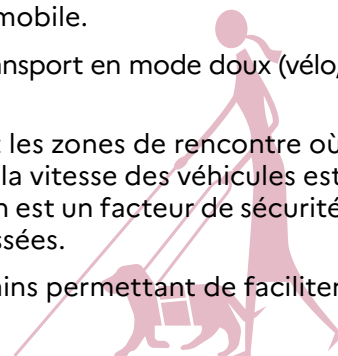 mobile.
ansport en mode doux (vélo,
les zones de rencontre où
la vitesse des véhicules est
n est un facteur de sécurité
ssées.
ins permettant de faciliter